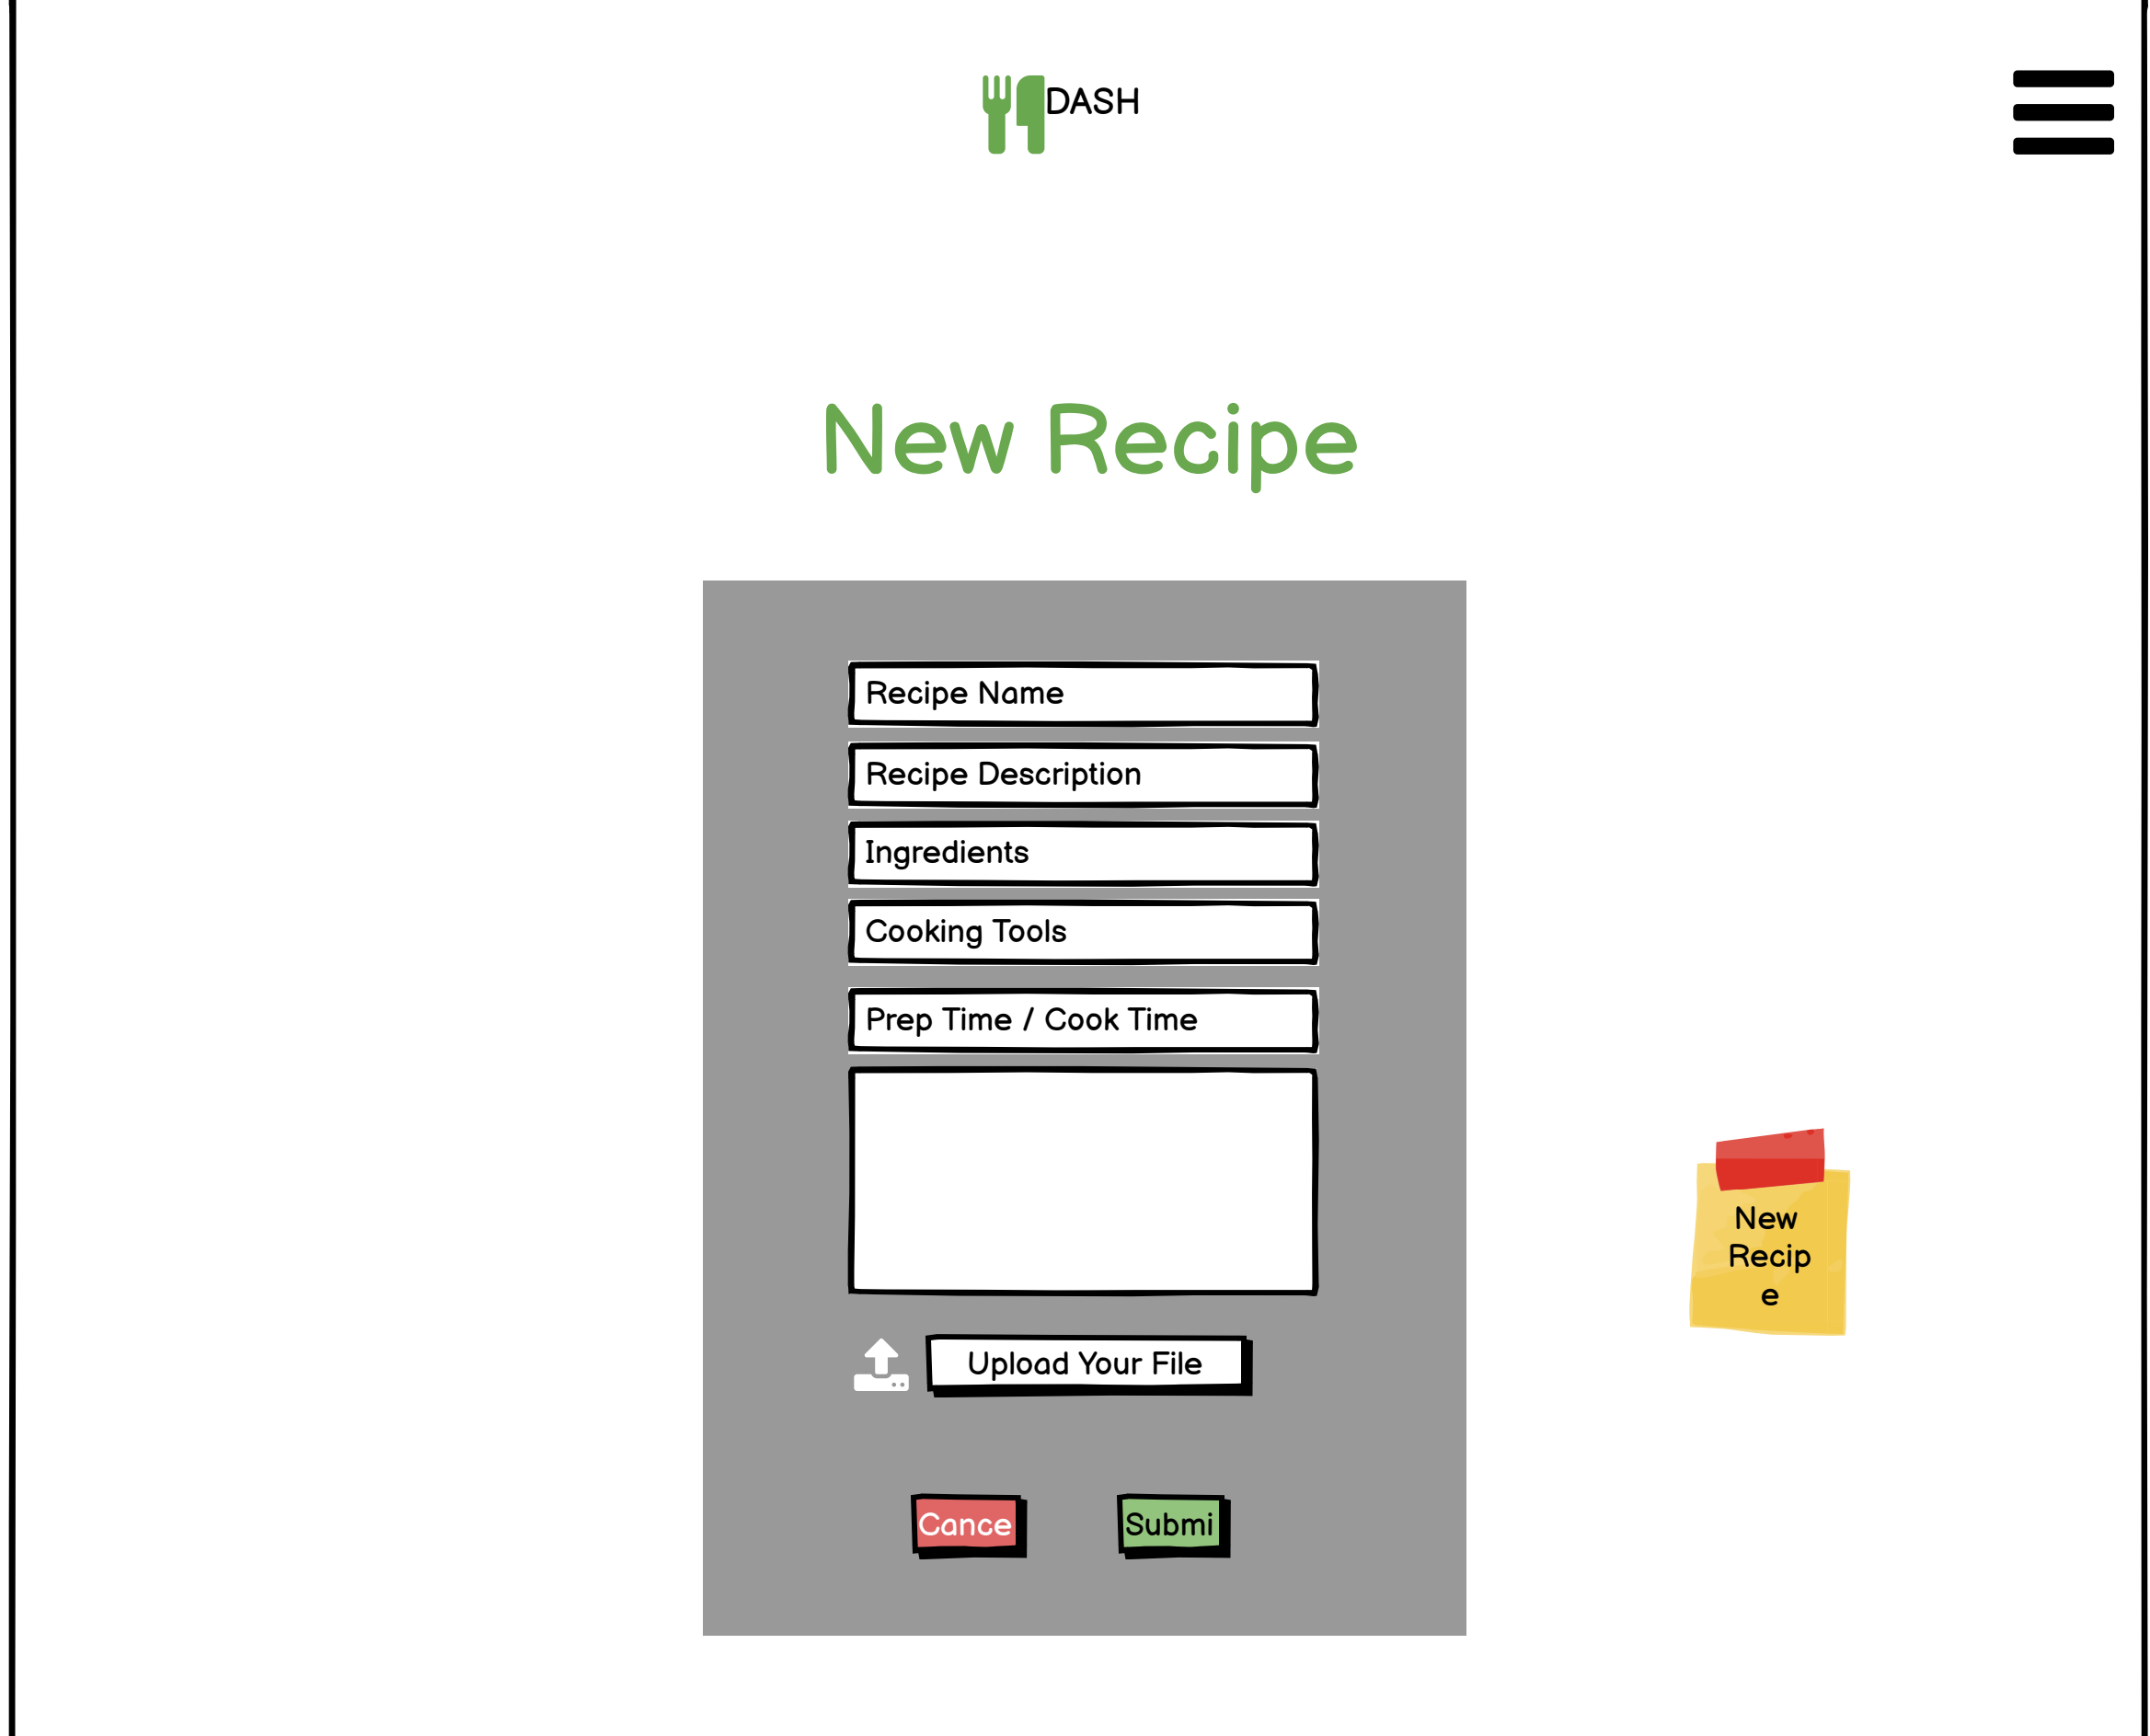 DASH
New Recipe
Recipe Name
Recipe Description
Ingredients
Cooking Tools
Prep Time / Cook Time
New
Recip
e
Upload Your File
Cance
Submi